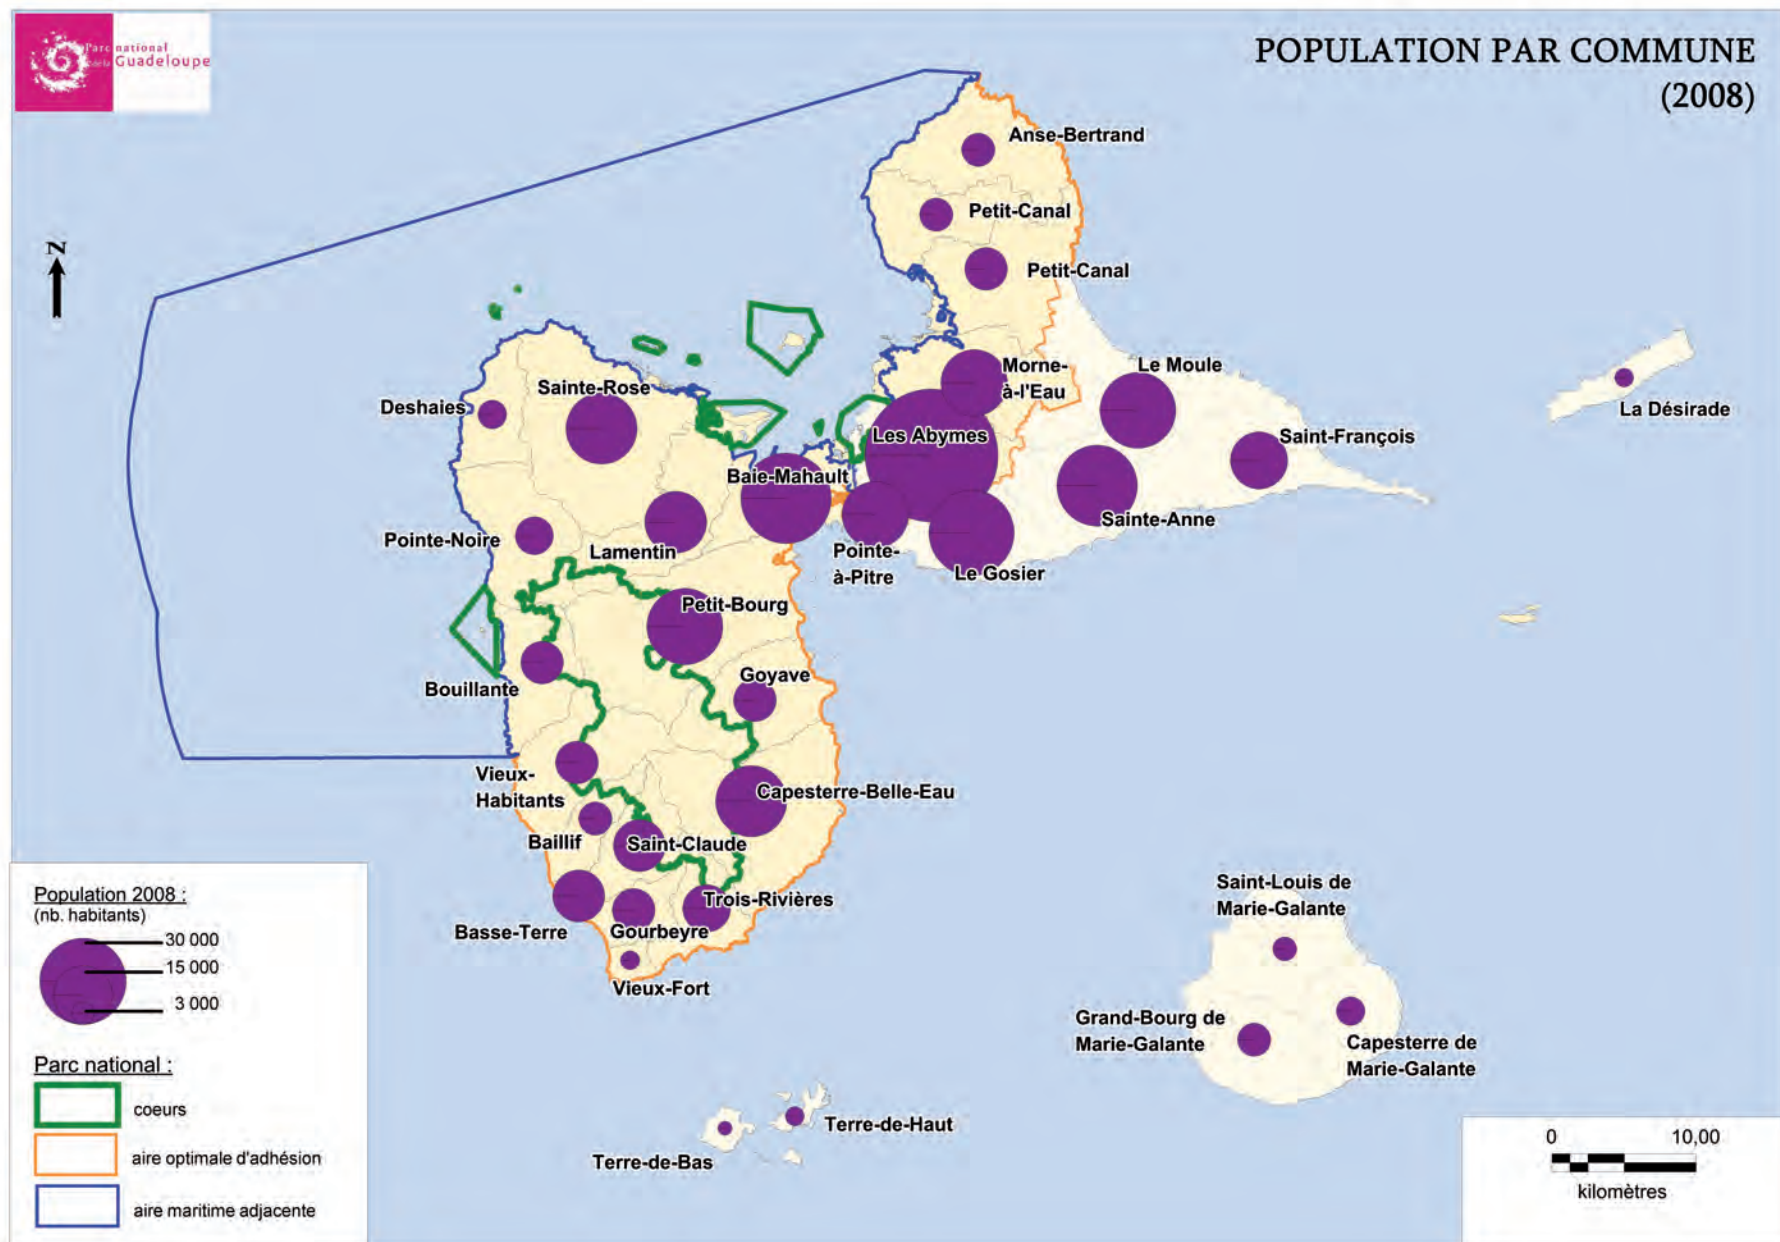 Parc national
de la Guadeloupe
POPULATION PAR COMMUNE
(2008)
N
Anse-Bertrand
Petit-Canal
Petit-Canal
Morne-
à-l'Eau
Le Moule
La Désirade
Saint-François
Sainte-Rose
Deshaies
Les Abymes
Baie-Mahault
Sainte-Anne
Pointe-Noire
Lamentin
Pointe-
à-Pitre
Le Gosier
Petit-Bourg
Bouillante
Goyave
Vieux-
Habitants
Capesterre-Belle-Eau
Baillif
Saint-Claude
Trois-Rivières
Basse-Terre
Gourbeyre
Vieux-Fort
Saint-Louis de
Marie-Galante
Grand-Bourg de
Marie-Galante
Capesterre de
Marie-Galante
Terre-de-Haut
Terre-de-Bas
Population 2008 :
(nb. habitants)
30 000
15 000
3 000
Parc national :
coeurs
aire optimale d'adhésion
aire maritime adjacente
0 10,00
kilomètres